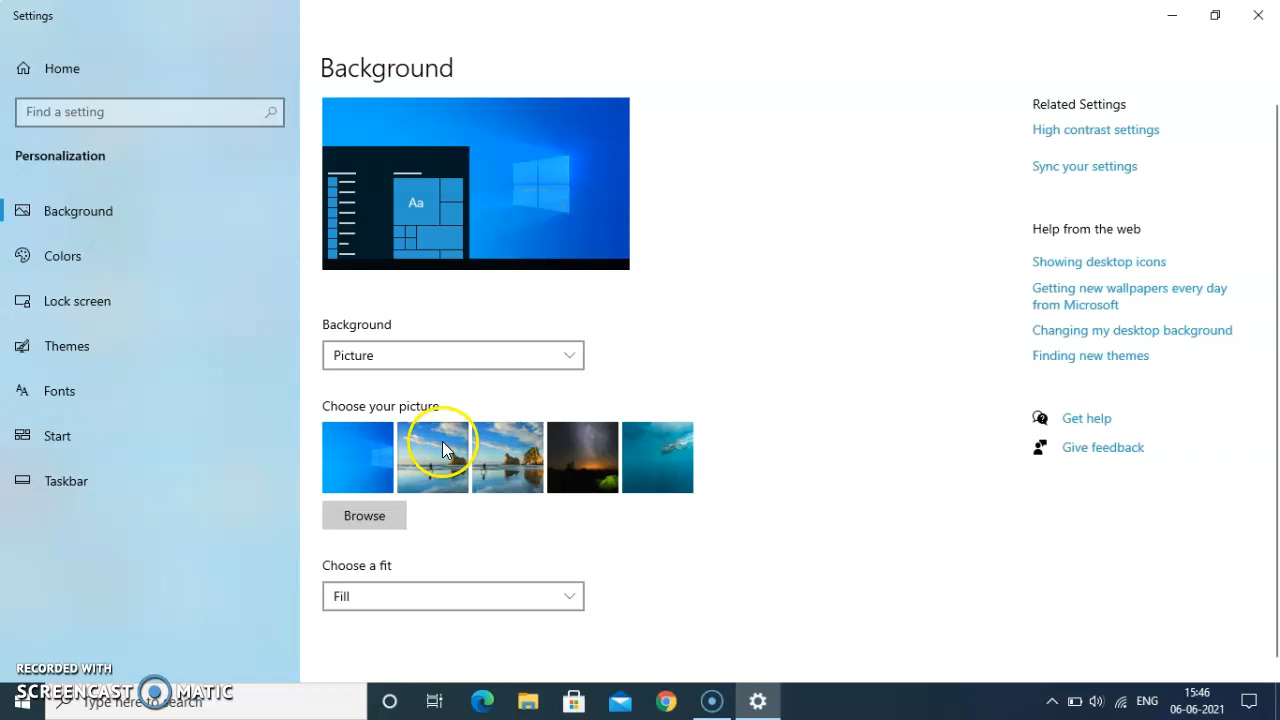 Settings
Home
Find a setting
Personalization
Background
Colors
Lock screen
Themes
Fonts
Start
Taskbar
Background
Aa
Background
Picture
Choose your picture
Browse
Choose a fit
Fill
Related Settings
High contrast settings
Sync your settings
Help from the web
Showing desktop icons
Getting new wallpapers every day
from Microsoft
Changing my desktop background
Finding new themes
Get help
Give feedback
RECORDED WITH
SCREENCAST MATIC
Type here to search
ENG
15:46
06-06-2021